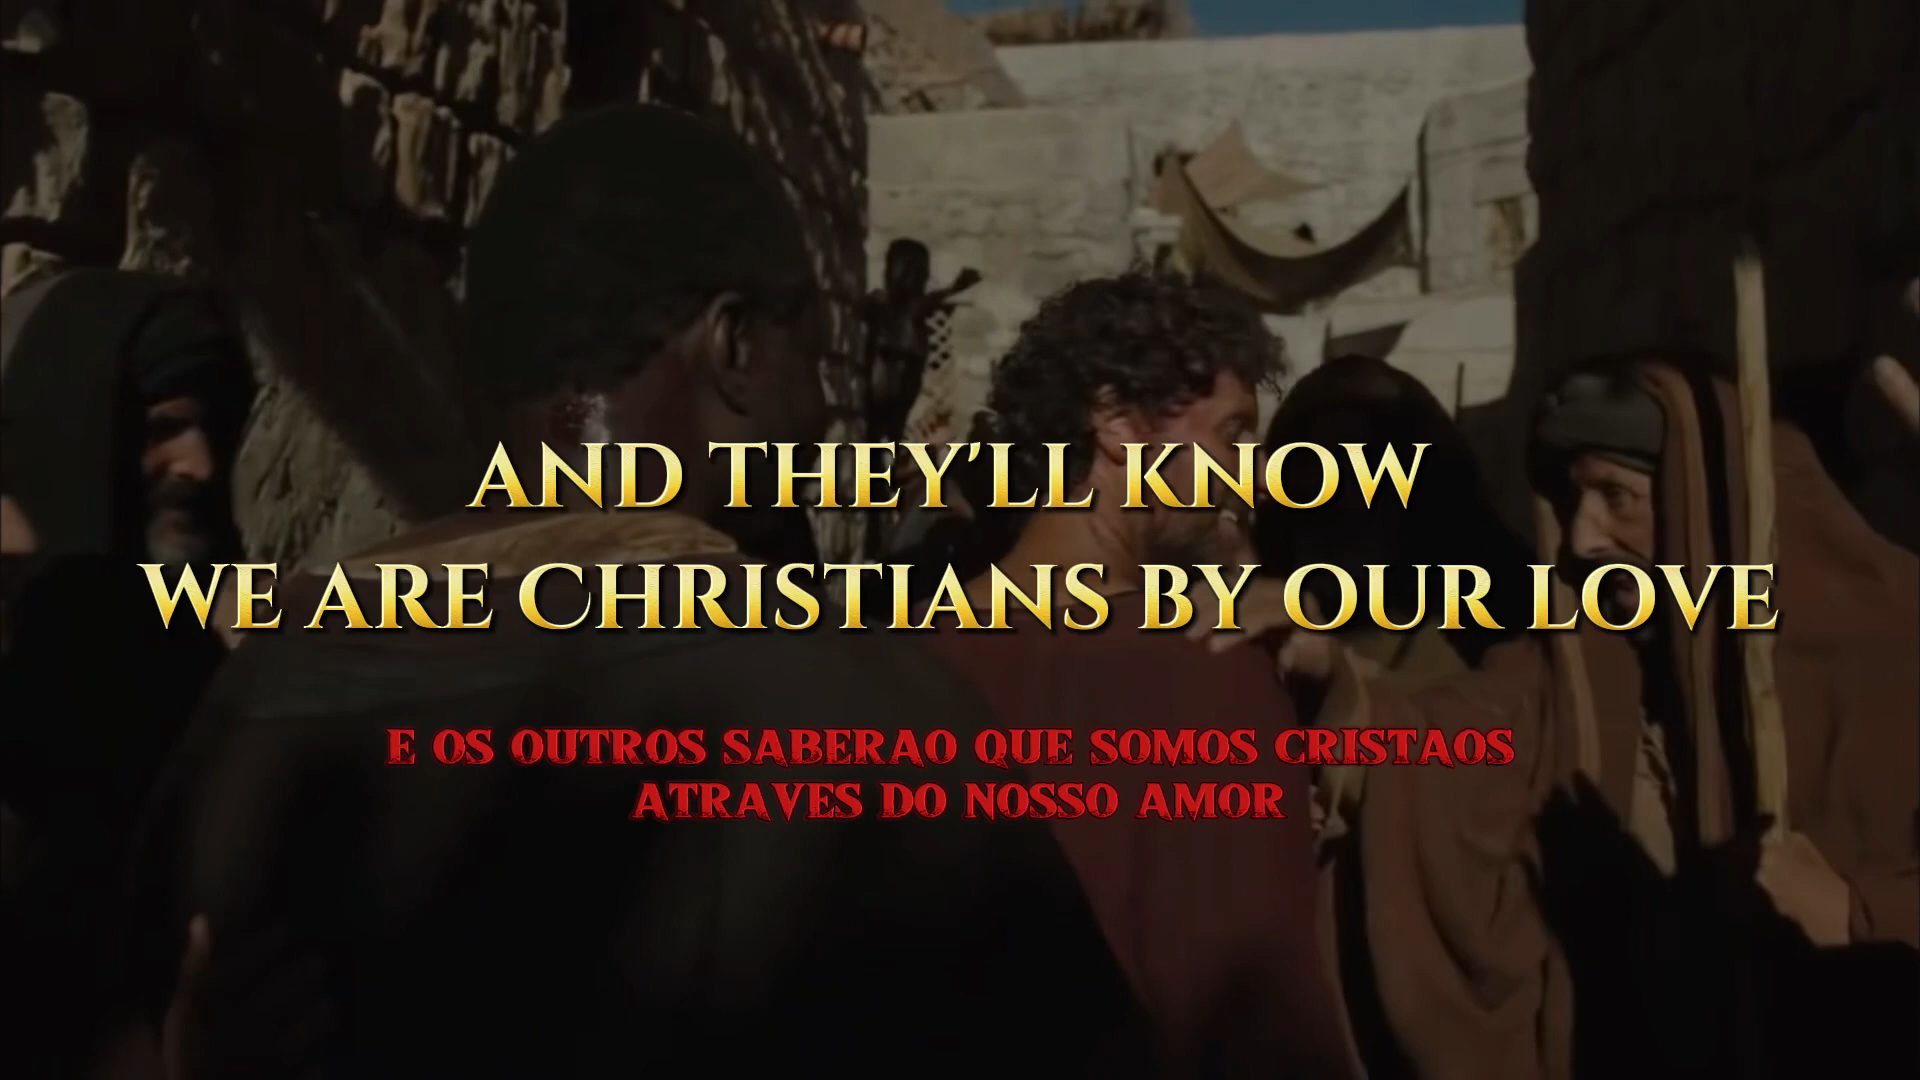 AND THEY'LL KNOW
WE ARE CHRISTIANS BY OUR LOVE
E OS OUTROS SABERAO QUE SOMOS CRISTAOS
ATRAVES DO NOSSO AMOR